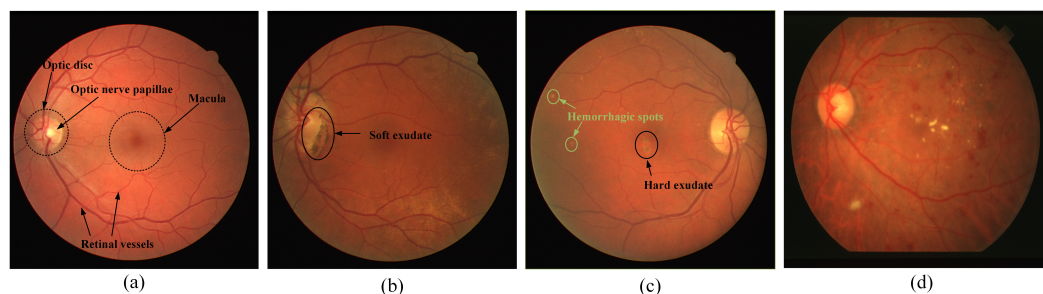 Optic disc
Optic nerve papillae
Macula
Retinal vessels
Soft exudate
Hemorrhagic spots
Hard exudate
(a)
(b)
(c)
(d)